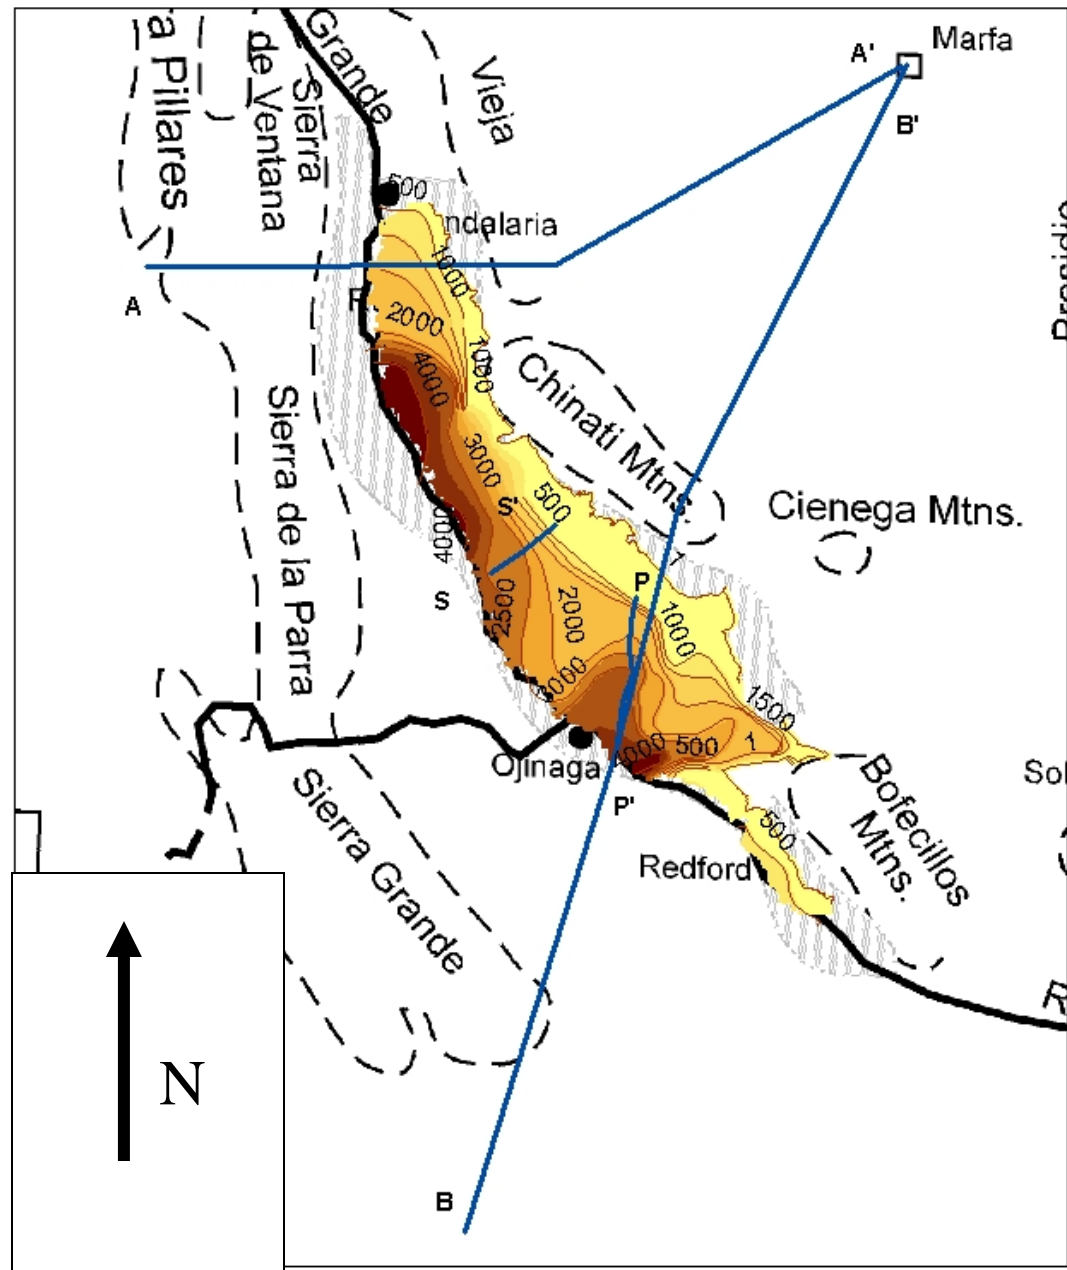 Grande
ra Pillares
Sierra
de Ventana
Vieja
A'
Marfa
B'
500
ndelaria
1000
A
2000
1000
4000
Chinati Mtns.
Presidio
Sierra de la Parra
3000
S'
500
Cienega Mtns.
S
P
2500
2000
1000
3000
1500
500
1
Ojinaga
Sol
P'
Bofecillos
Mtns.
500
Redford
Sierra Grande
R
N
B